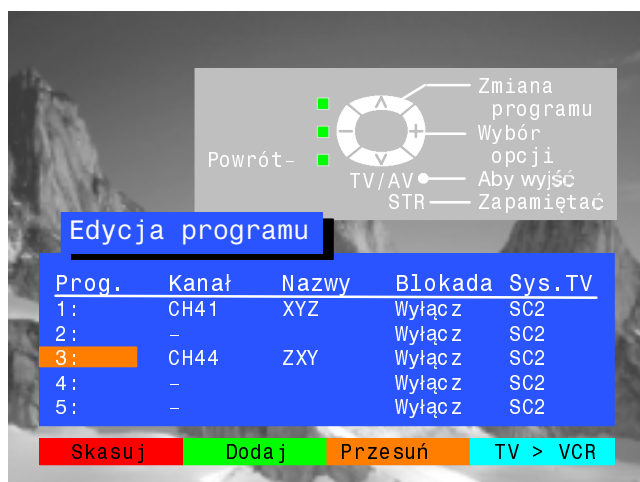 Zmiana
programu
Wybór
Powrót- opcji
TV/AV Aby wyjść
STR Zapamiętać
Edycja programu
Prog. Kanał Nazwy Blokada Sys.TV
1: CH41 XYZ Wyłącz SC2
2: – Wyłącz SC2
3: CH44 ZXY Wyłącz SC2
4: – Wyłącz SC2
5: – Wyłącz SC2
Skasuj Dodaj Przesuń TV > VCR